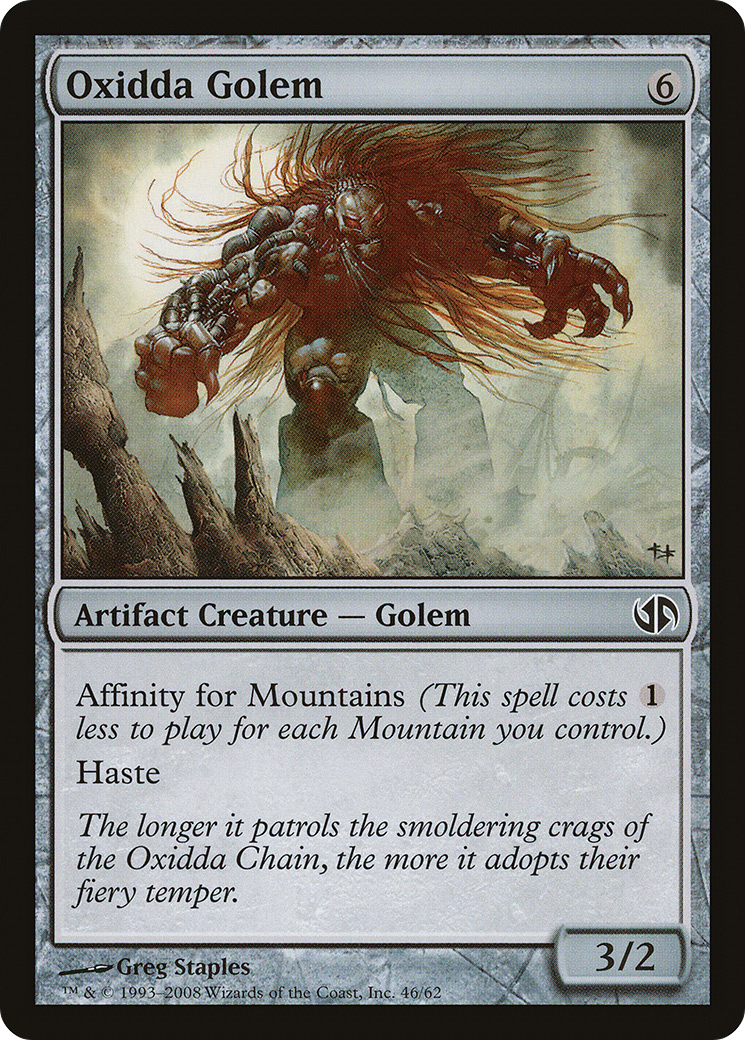 Oxidda Golem 6
Artifact Creature — Golem
Affinity for Mountains (This spell costs 1
less to play for each Mountain you control.)
Haste
The longer it patrols the smoldering crags of
the Oxidda Chain, the more it adopts their
fiery temper.
3/2
Greg Staples
™ & © 1993–2008 Wizards of the Coast, Inc. 46/62